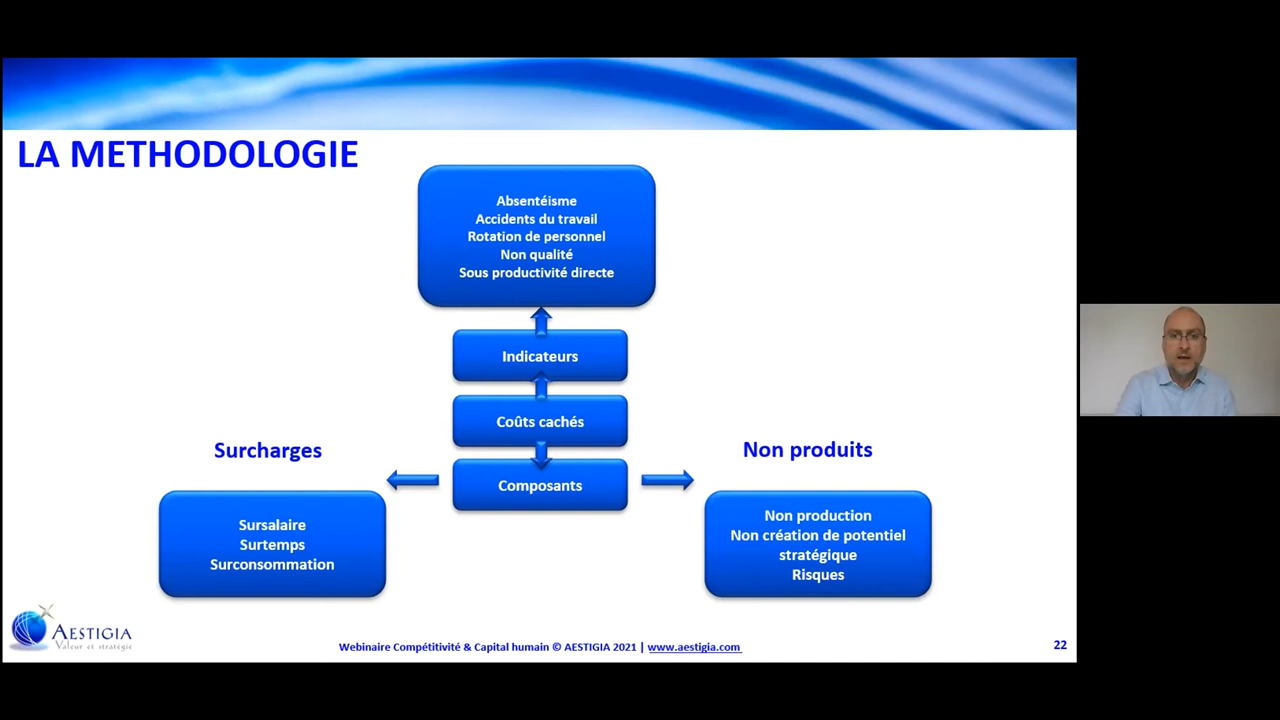 LA METHODOLOGIE
Absentéisme
Accidents du travail
Rotation de personnel
Non qualité
Sous productivité directe
Indicateurs
Coûts cachés
Surcharges
Non produits
Composants
Sursalaire
Surtemps
Surconsommation
Non production
Non création de potentiel
stratégique
Risques
AESTIGIA
Valeur et stratégie
Webinaire Compétitivité & Capital humain © AESTIGIA 2021 | www.aestigia.com
22